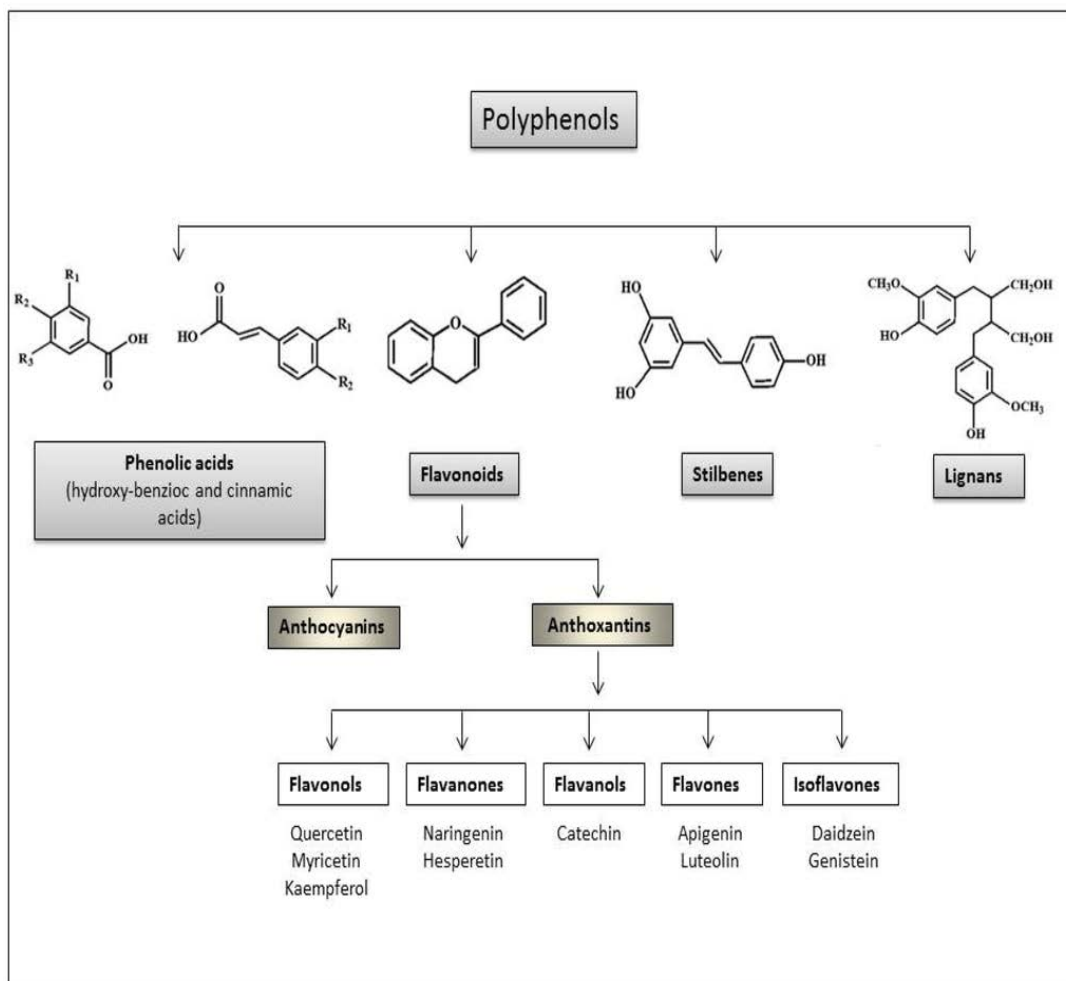 Polyphenols
R₁
R₂
R₃
OH
O
O
HO
R₁
R₂
O
HO
HO
OH
CH₃O
HO
CH₂OH
CH₂OH
OCH₃
OH
Phenolic acids
(hydroxy-benzioc and cinnamic
acids)
Flavonoids
Stilbenes
Lignans
Anthocyanins
Anthoxantins
Flavonols
Flavanones
Flavanols
Flavones
Isoflavones
Quercetin
Myricetin
Kaempferol
Naringenin
Hesperetin
Catechin
Apigenin
Luteolin
Daidzein
Genistein